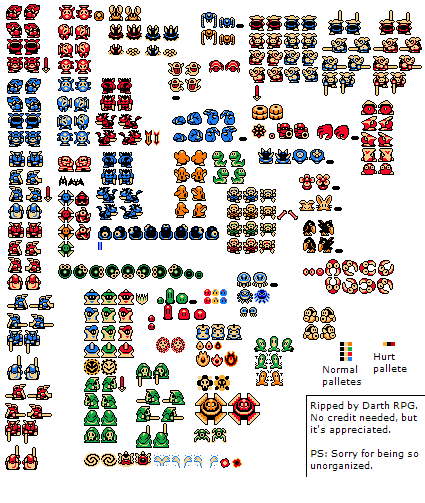 MAYA
Normal
palletes
Hurt
pallete
Ripped by Darth RPG.
No credit needed, but
it's appreciated.
PS: Sorry for being so
unorganized.